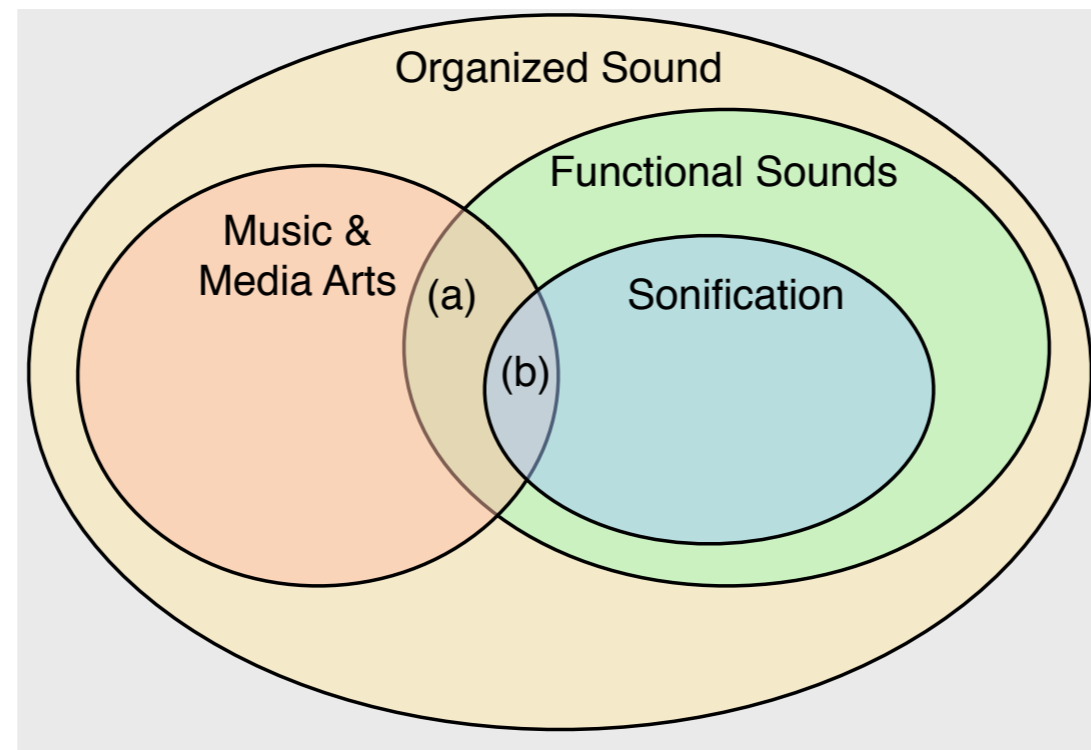 Organized Sound
Functional Sounds
Music &
Media Arts
(a)
Sonification
(b)